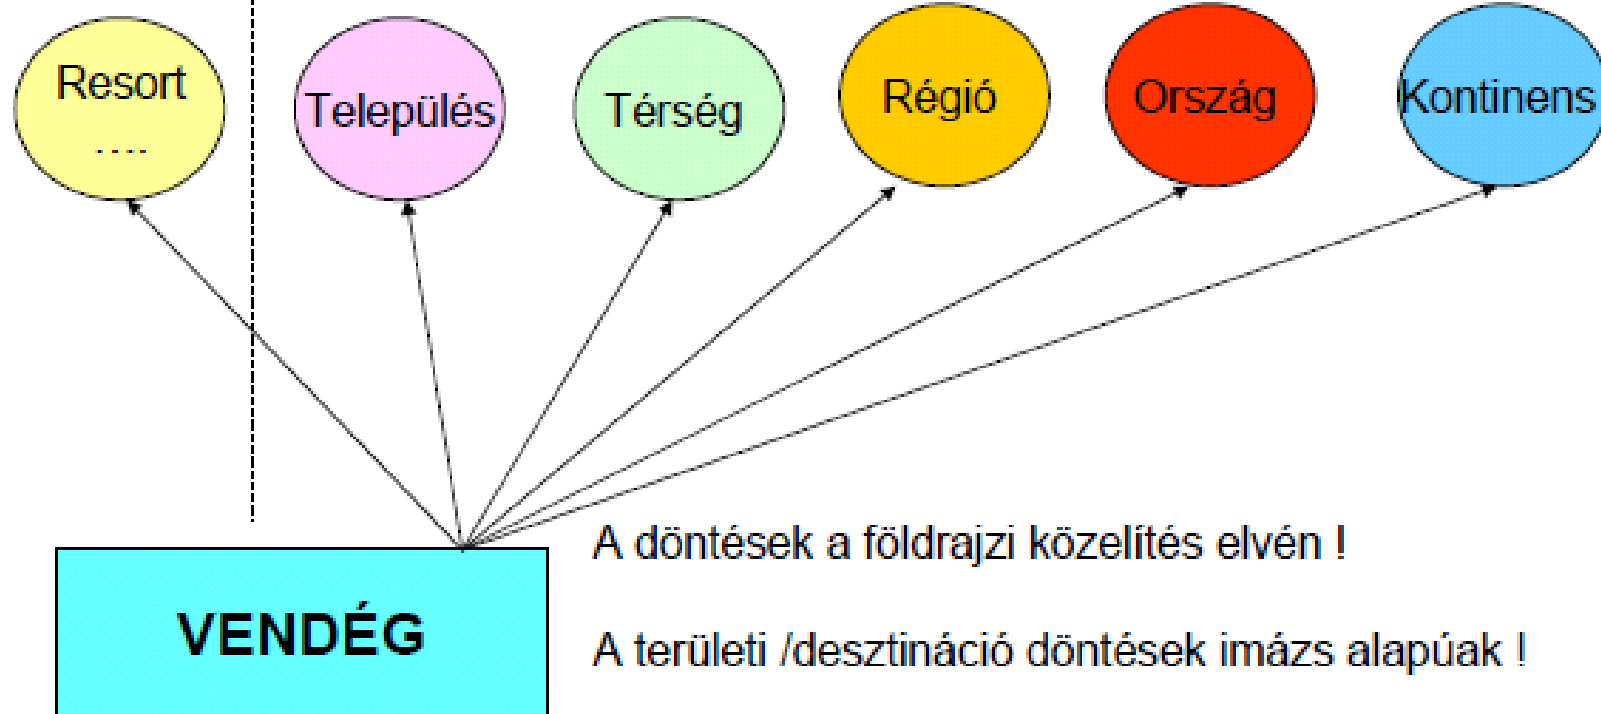 Resort
....
Település
Térség
Régió
Ország
Kontinens
A döntések a földrajzi közelítés elvén !
VENDÉG
A területi /desztináció döntések imázs alapúak !